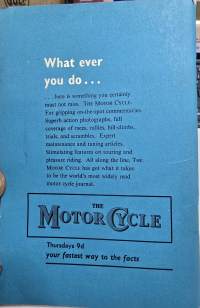 What ever
you do...
...here is something you certainly
must not miss. THE MOTOR CYCLE.
For gripping on-the-spot commentaries.
Superb action photographs, full
coverage of races, rallies, hill-climbs,
trials, and scrambles. Expert
maintenance and tuning articles.
Stimulating features on touring and
pleasure riding. All along the line, THE
MOTOR CYCLE has got what it takes
to be the world's most widely read
motor cycle journal.
THE
MOTOR CYCLE
Thursdays 9d
your fastest way to the facts